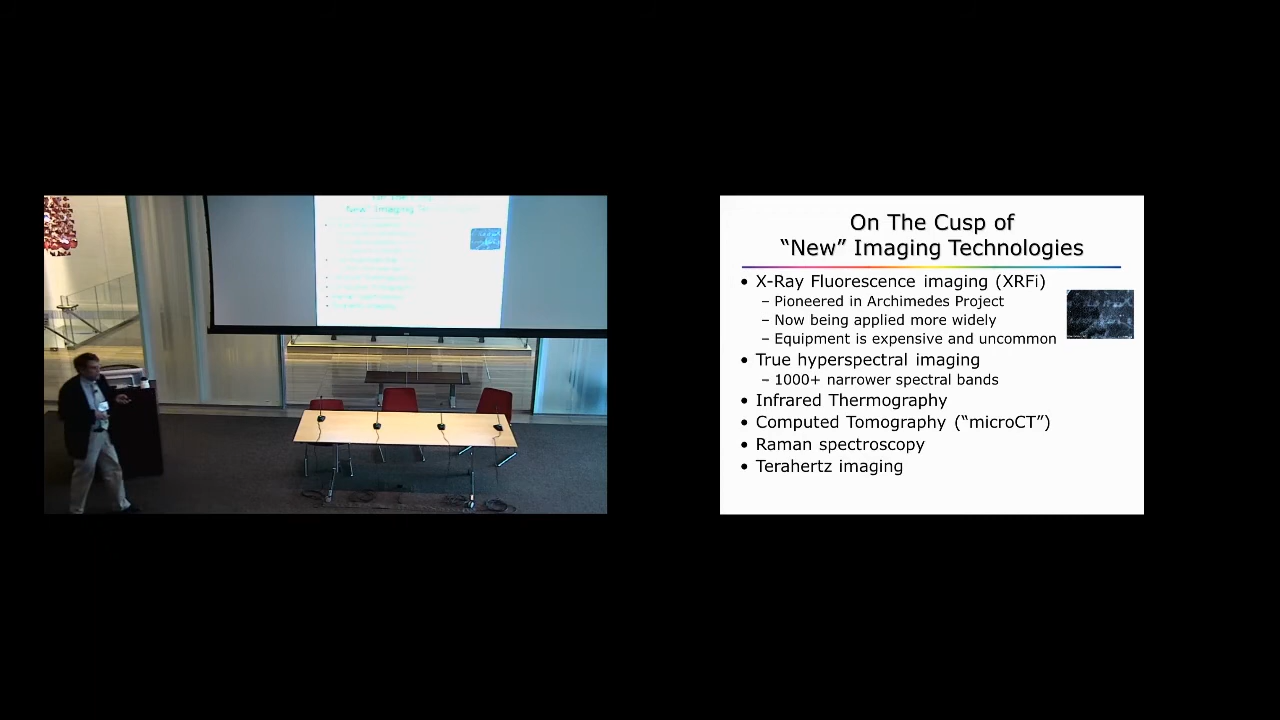 On The Cusp of
“New” Imaging Technologies
• X-Ray Fluorescence imaging (XRFi)
– Pioneered in Archimedes Project
– Now being applied more widely
– Equipment is expensive and uncommon
• True hyperspectral imaging
– 1000+ narrower spectral bands
• Infrared Thermography
• Computed Tomography (“microCT”)
• Raman spectroscopy
• Terahertz imaging